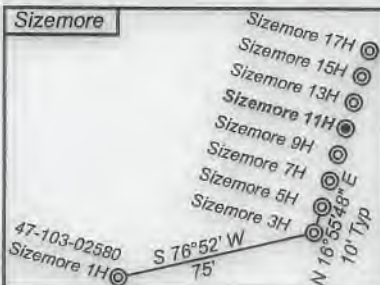 Sizemore
Sizemore 17H
Sizemore 15H
Sizemore 13H
Sizemore 11H
Sizemore 9H
Sizemore 7H
Sizemore 5H
Sizemore 3H
47-103-02580
Sizemore 1H
S 76°52' W
75'
N 16°55'48" E
10' Typ